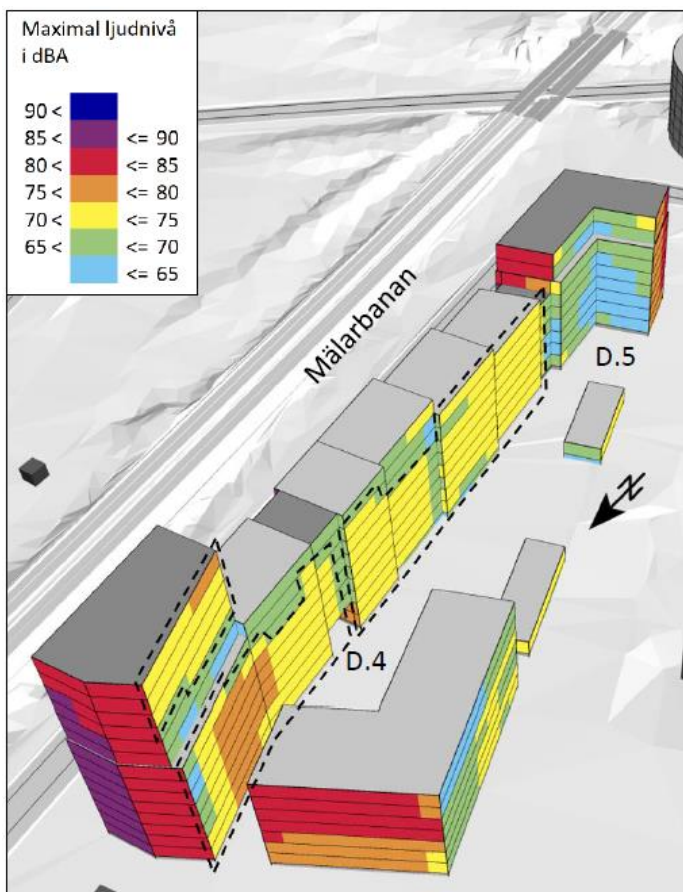 Maximal ljudnivå
i dBA
90 <
85 < <= 90
80 < <= 85
75 < <= 80
70 < <= 75
65 < <= 70
<= 65
Mälarbanan
D.5
N
D.4